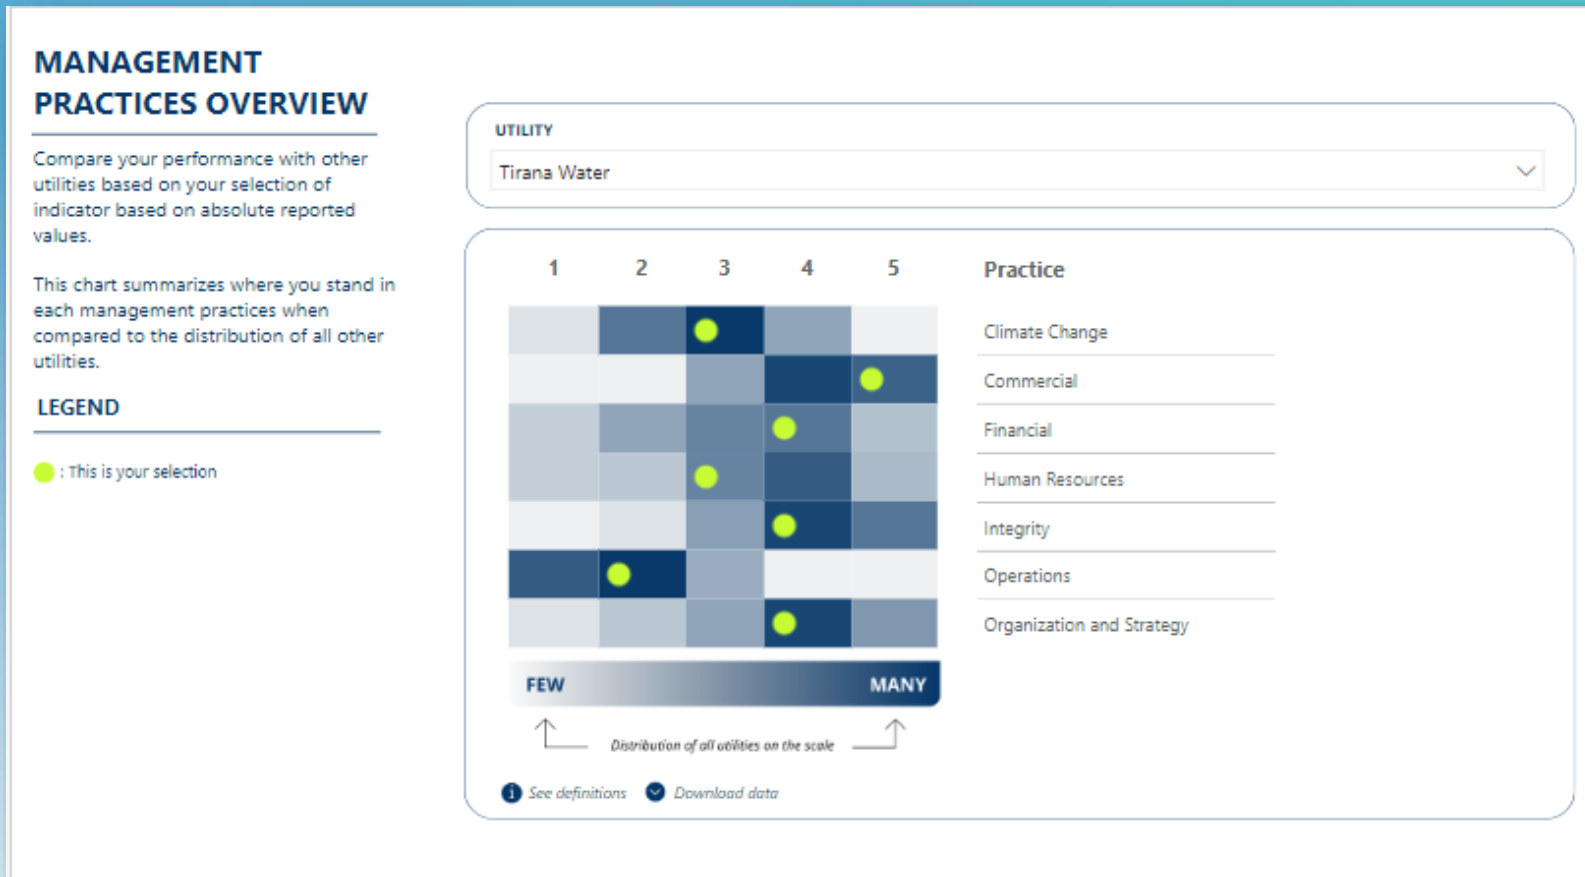 MANAGEMENT
PRACTICES OVERVIEW
Compare your performance with other
utilities based on your selection of
indicator based on absolute reported
values.
This chart summarizes where you stand in
each management practices when
compared to the distribution of all other
utilities.
LEGEND
: This is your selection
UTILITY
Tirana Water
1 2 3 4 5 Practice
Climate Change
Commercial
Financial
Human Resources
Integrity
Operations
Organization and Strategy
FEW MANY
Distribution of all utilities on the scale
See definitions Download data